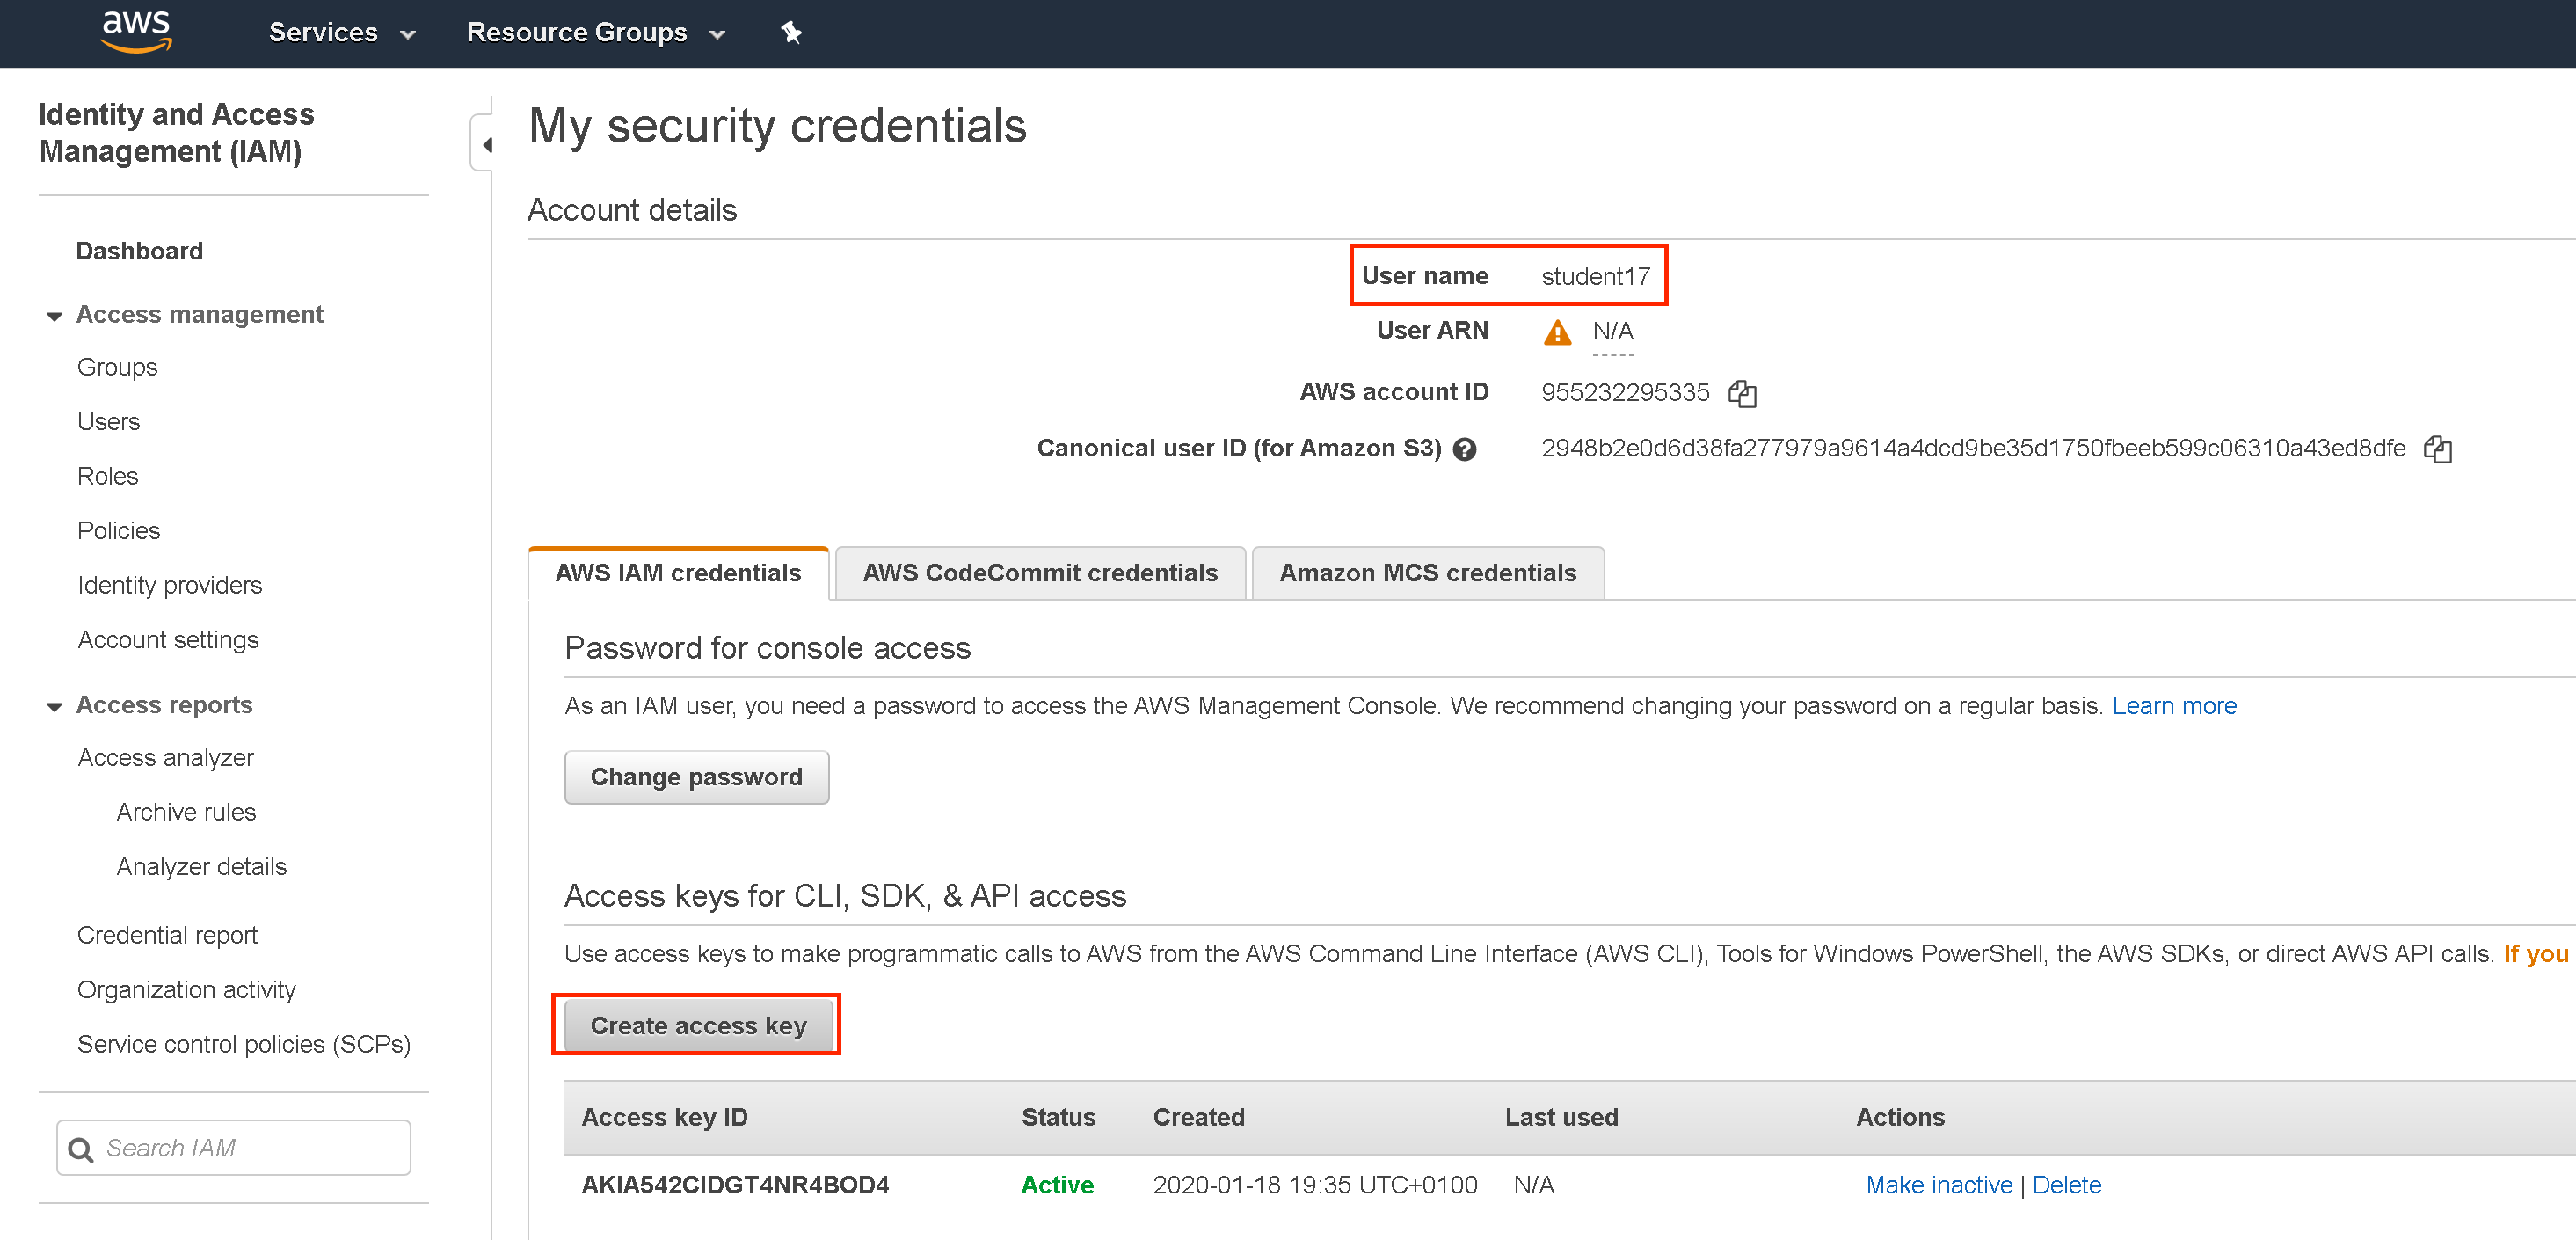 aws
Services
Resource Groups
Identity and Access
Management (IAM)
Dashboard
Access management
Groups
Users
Roles
Policies
Identity providers
Account settings
Access reports
Access analyzer
Archive rules
Analyzer details
Credential report
Organization activity
Service control policies (SCPs)
Search IAM
My security credentials
Account details
User name student17
User ARN N/A
AWS account ID 955232295335
Canonical user ID (for Amazon S3) 2948b2e0d6d38fa277979a9614a4dcd9be35d1750fbeeb599c06310a43ed8dfe
AWS IAM credentials AWS CodeCommit credentials Amazon MCS credentials
Password for console access
As an IAM user, you need a password to access the AWS Management Console. We recommend changing your password on a regular basis. Learn more
Change password
Access keys for CLI, SDK, & API access
Use access keys to make programmatic calls to AWS from the AWS Command Line Interface (AWS CLI), Tools for Windows PowerShell, the AWS SDKs, or direct AWS API calls. If you
Create access key
Access key ID Status Created Last used Actions
AKIA542CIDGT4NR4BOD4 Active 2020-01-18 19:35 UTC+0100 N/A Make inactive | Delete